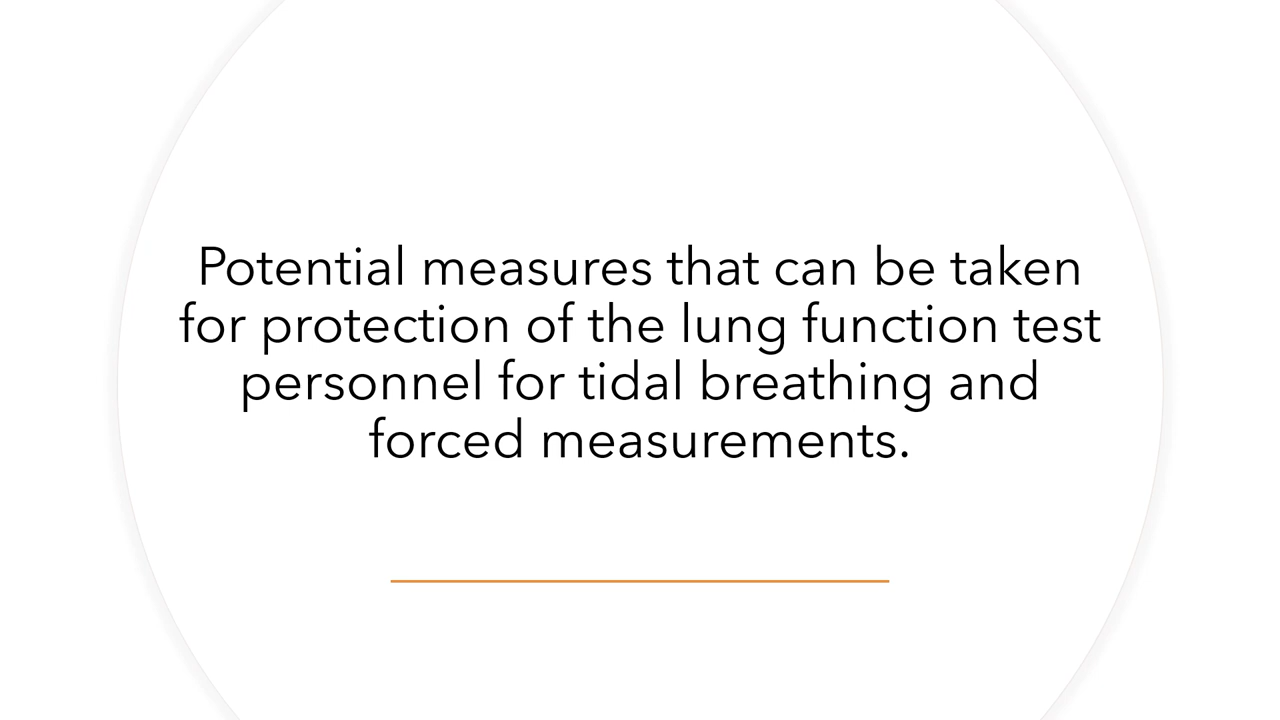 Potential measures that can be taken
for protection of the lung function test
personnel for tidal breathing and
forced measurements.